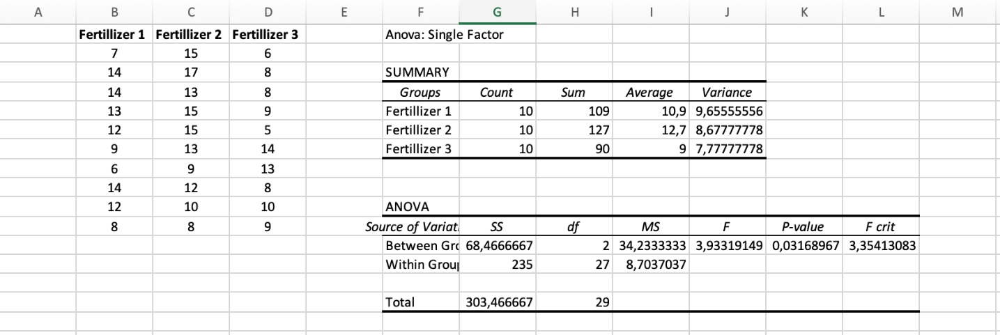 A B C D E F G H I J K L M
Fertillizer 1 Fertillizer 2 Fertillizer 3 Anova: Single Factor
7 15 6
14 17 8 SUMMARY
14 13 8 Groups Count Sum Average Variance
13 15 9 Fertillizer 1 10 109 10,9 9,65555556
12 15 5 Fertillizer 2 10 127 12,7 8,67777778
9 13 14 Fertillizer 3 10 90 9 7,77777778
6 9 13
14 12 8
12 10 10 ANOVA
8 8 9 Source of Variati SS df MS F P-value F crit
Between Gro 68,4666667 2 34,2333333 3,93319149 0,03168967 3,35413083
Within Group 235 27 8,7037037
Total 303,466667 29